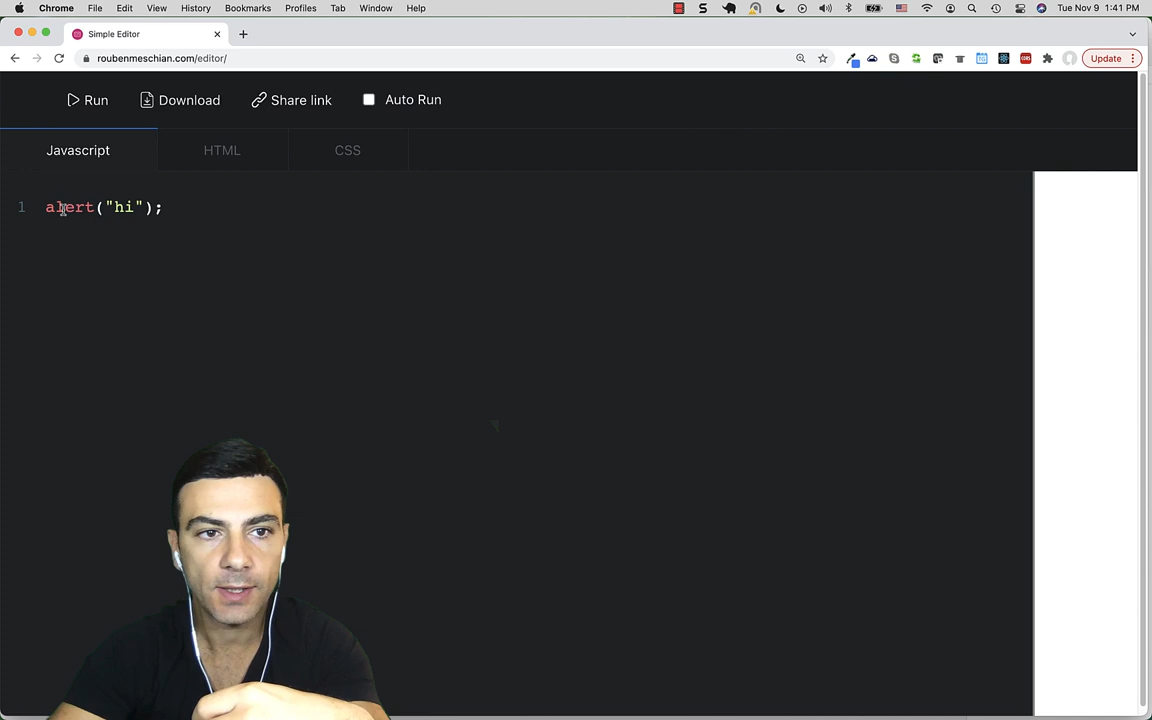 Chrome File Edit View History Bookmarks Profiles Tab Window Help Tue Nov 9 1:41 PM
Simple Editor
roubenmeschian.com/editor/ Update
Run Download Share link Auto Run
Javascript HTML CSS
1 alert("hi");